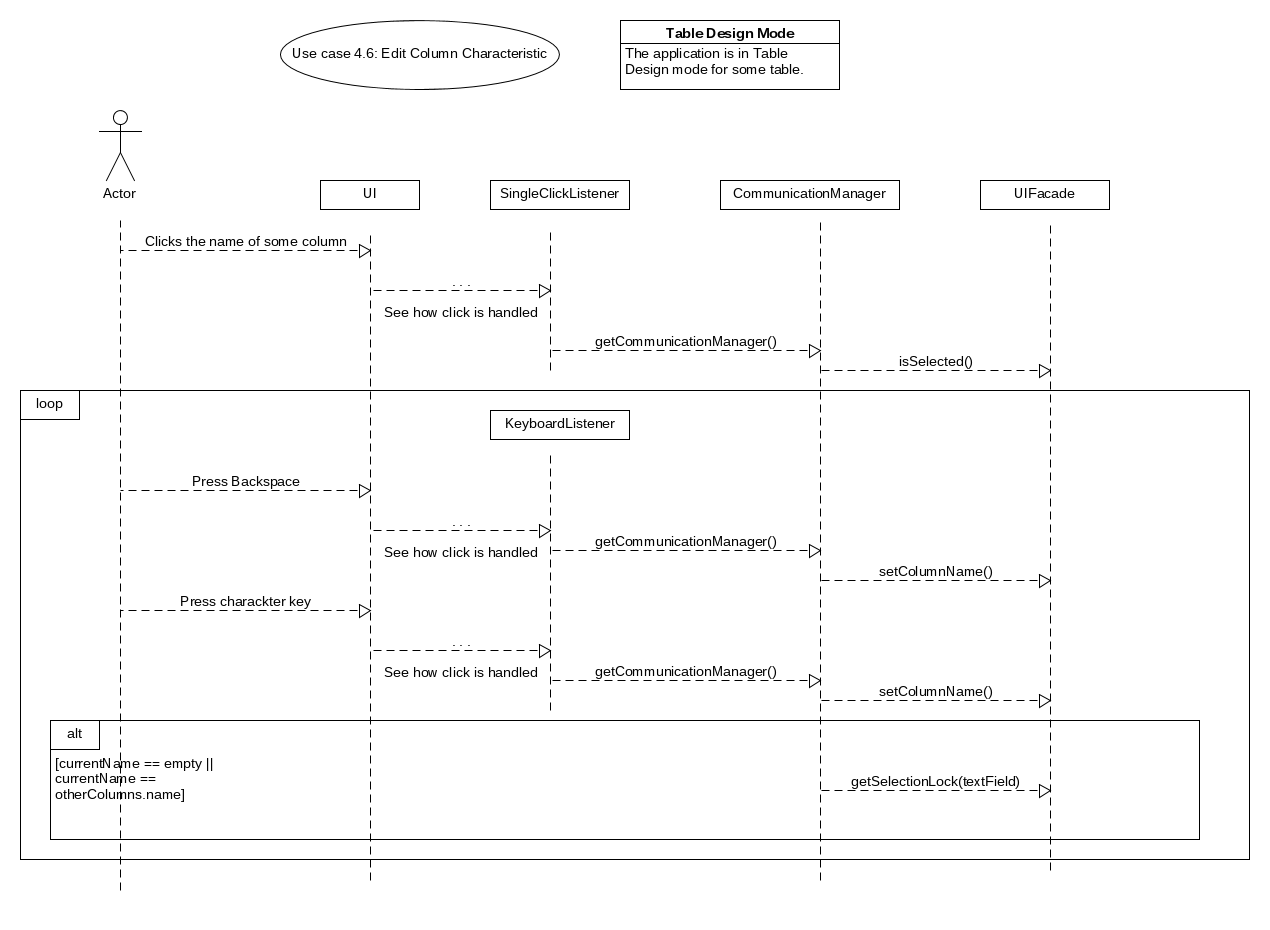 Use case 4.6: Edit Column Characteristic
Table Design Mode
The application is in Table
Design mode for some table.
Actor
UI
SingleClickListener
CommunicationManager
UIFacade
Clicks the name of some column
. . .
See how click is handled
getCommunicationManager()
isSelected()
loop
KeyboardListener
Press Backspace
. . .
See how click is handled
getCommunicationManager()
setColumnName()
Press charackter key
. . .
See how click is handled
getCommunicationManager()
setColumnName()
alt
[currentName == empty ||
currentName ==
otherColumns.name]
getSelectionLock(textField)